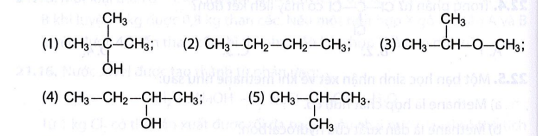 CH₃ CH₃
(1) CH₃–C–CH₃; (2) CH₃–CH₂–CH₂–CH₃; (3) CH₃–CH–O–CH₃;
OH
(4) CH₃–CH₂–CH–CH₃; (5) CH₃–CH–CH₃.
OH CH₃